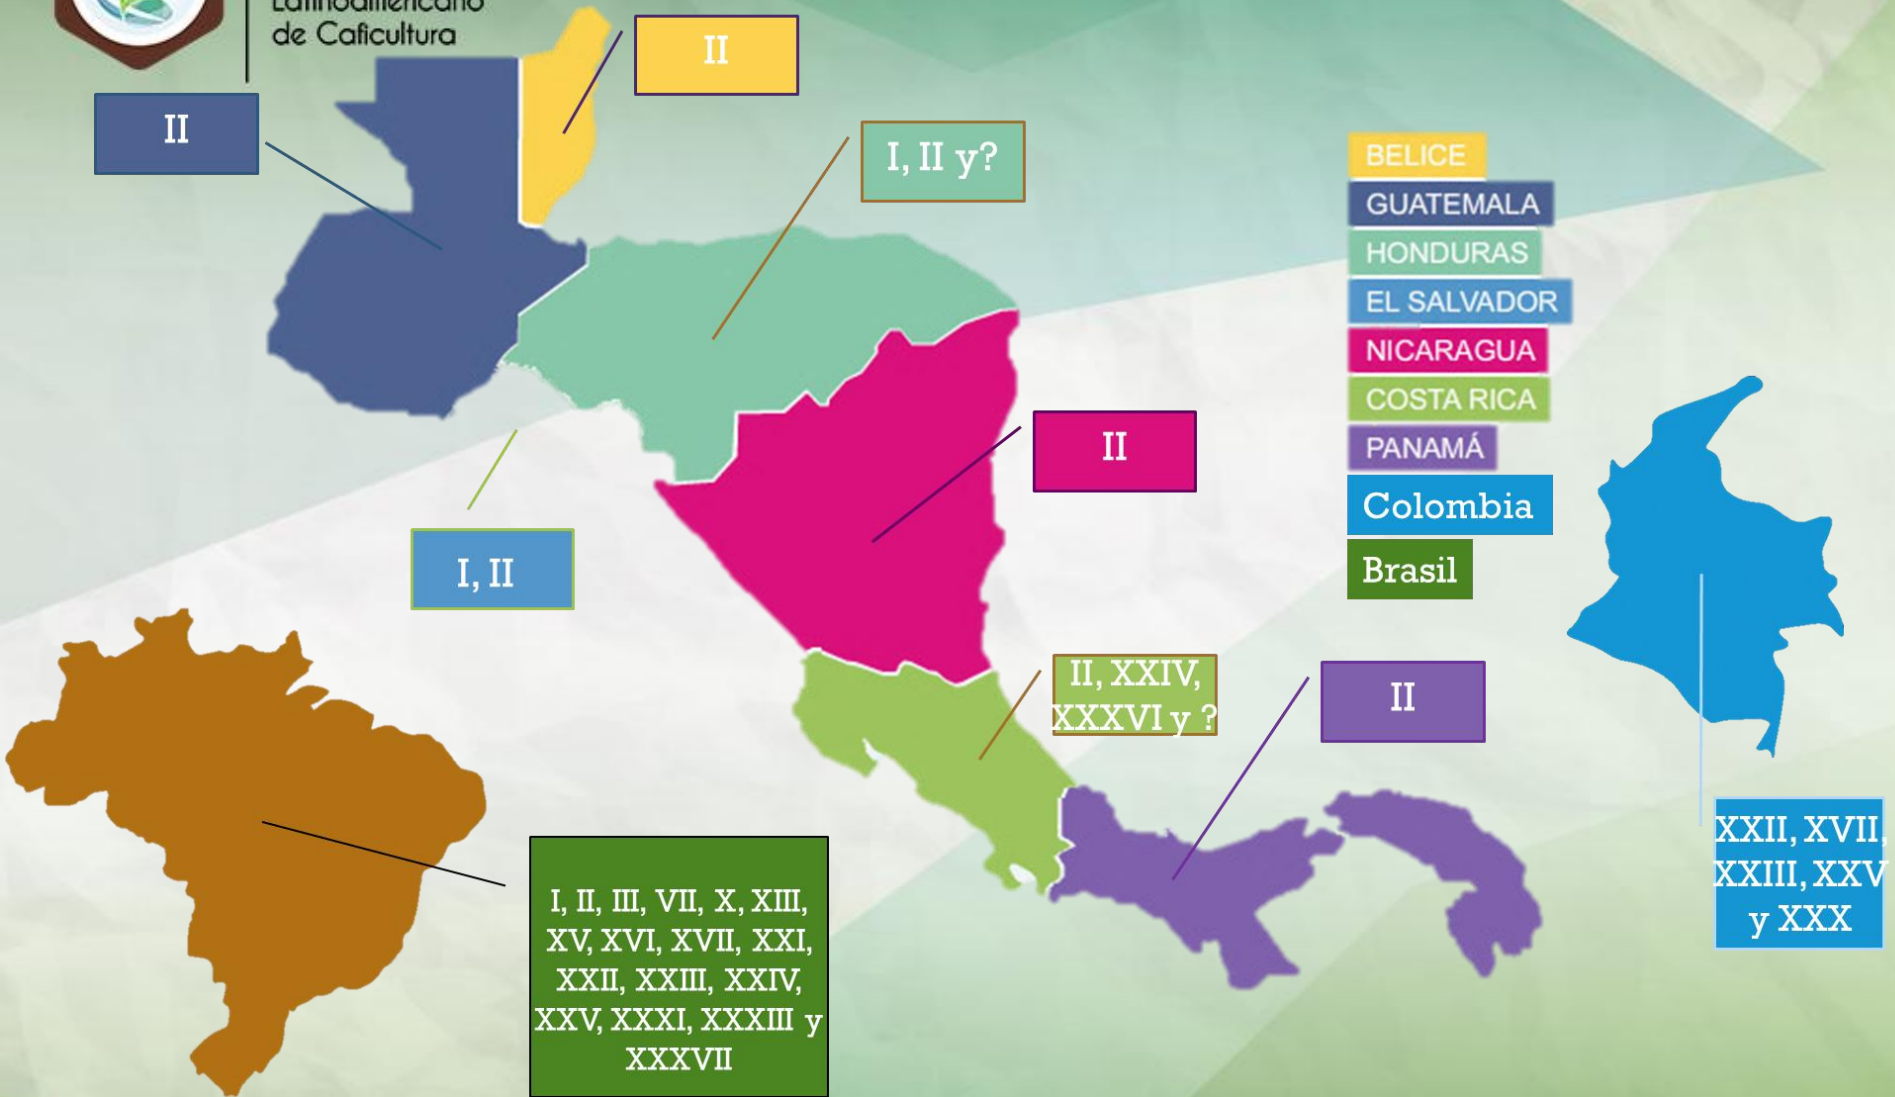 Latinoamericano
de Caficultura
II
II
I, II y?
BELICE
GUATEMALA
HONDURAS
EL SALVADOR
NICARAGUA
COSTA RICA
PANAMÁ
Colombia
Brasil
II
I, II
II, XXIV,
XXXVI y ?
II
XXII, XVII,
XXIII, XXV
y XXX
I, II, III, VII, X, XIII,
XV, XVI, XVII, XXI,
XXII, XXIII, XXIV,
XXV, XXXI, XXXIII y
XXXVII